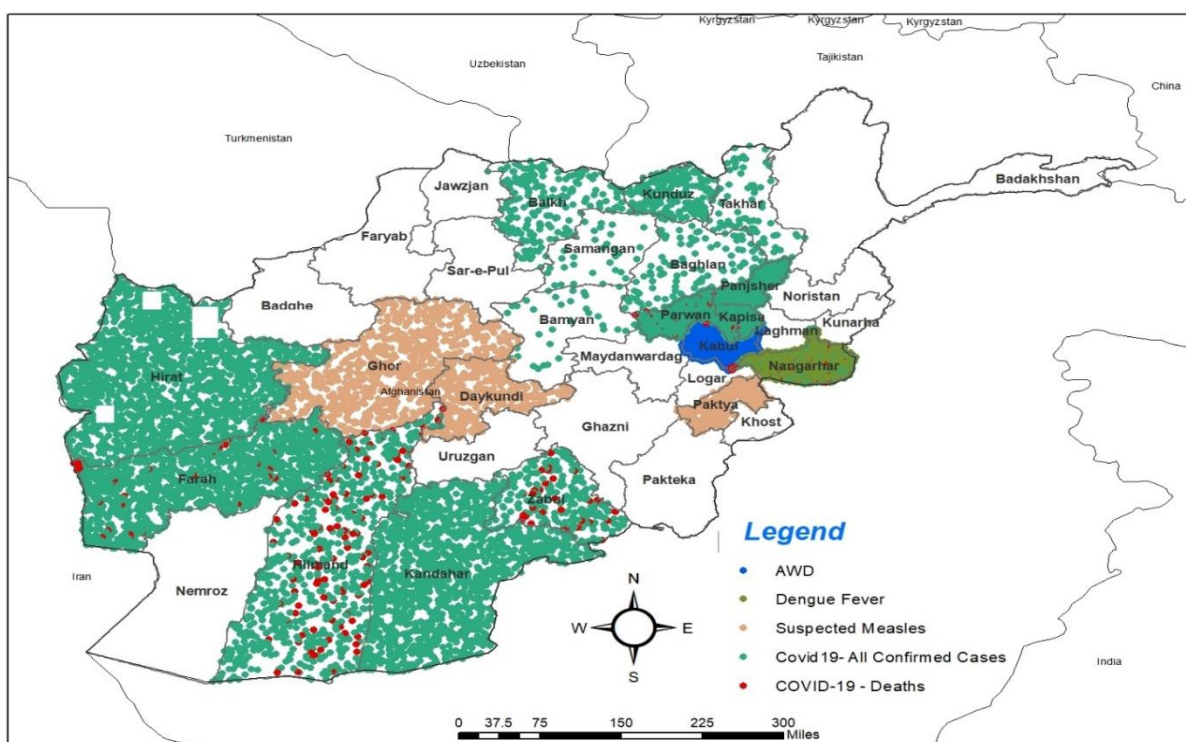 Kyrgyzstan
Kyrgyzstan
Kyrgyzstan
Uzbekistan
Tajikistan
China
Turkmenistan
Badakhshan
Jawzjan
Balkh
Kunduz
Takhar
Faryab
Samangan
Sar-e-Pul
Baghlan
Panjsher
Badghe
Noristan
Bamyan
Parwan
Kapisa
Kunarha
Laghman
Kabul
Maydanwardag
Nangarhar
Ghor
Hirat
Logar
Afghanistan
Daykundi
Paktya
Khost
Ghazni
Uruzgan
Farah
Pakteka
Zabul
Legend
Iran
Hilmand
Kandahar
AWD
Nemroz
N
Dengue Fever
W
E
Suspected Measles
Covid19- All Confirmed Cases
India
S
COVID-19 - Deaths
0 37.5 75 150 225 300
Miles